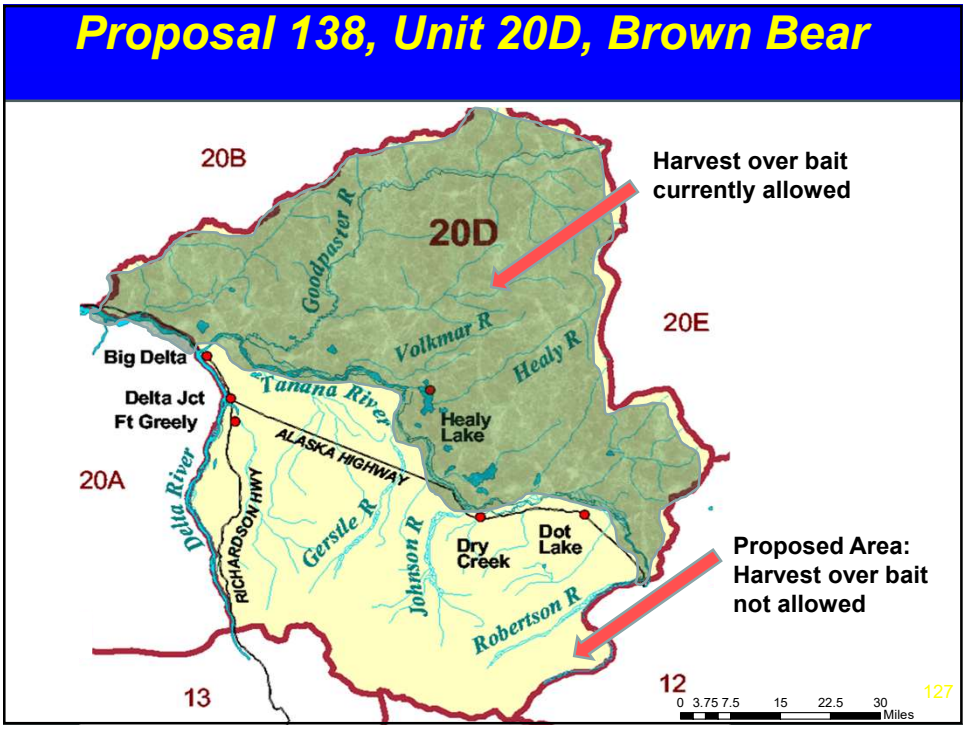 Proposal 138, Unit 20D, Brown Bear
20B
Harvest over bait
currently allowed
20D
Goodpaster R
20E
Volkmar R
Healy R
Big Delta
Tanana River
Delta Jct
Ft Greely
Healy
Lake
ALASKA HIGHWAY
20A
Delta River
RICHARDSON HWY
Gerstle R
Johnson R
Dry
Creek
Dot
Lake
Proposed Area:
Harvest over bait
not allowed
Robertson R
13
12
127
0 3.75 7.5 15 22.5 30
Miles